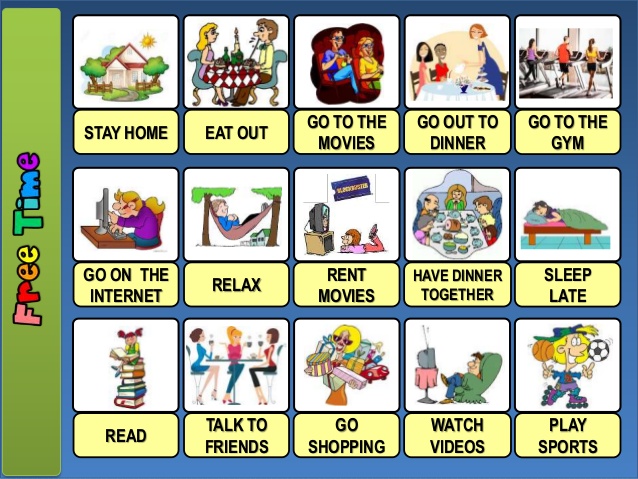 Free Time
STAY HOME
EAT OUT
GO TO THE
MOVIES
GO OUT TO
DINNER
GO TO THE
GYM
BLOCKBUSTER
GO ON THE
INTERNET
RELAX
RENT
MOVIES
HAVE DINNER
TOGETHER
SLEEP
LATE
READ
TALK TO
FRIENDS
GO
SHOPPING
WATCH
VIDEOS
PLAY
SPORTS